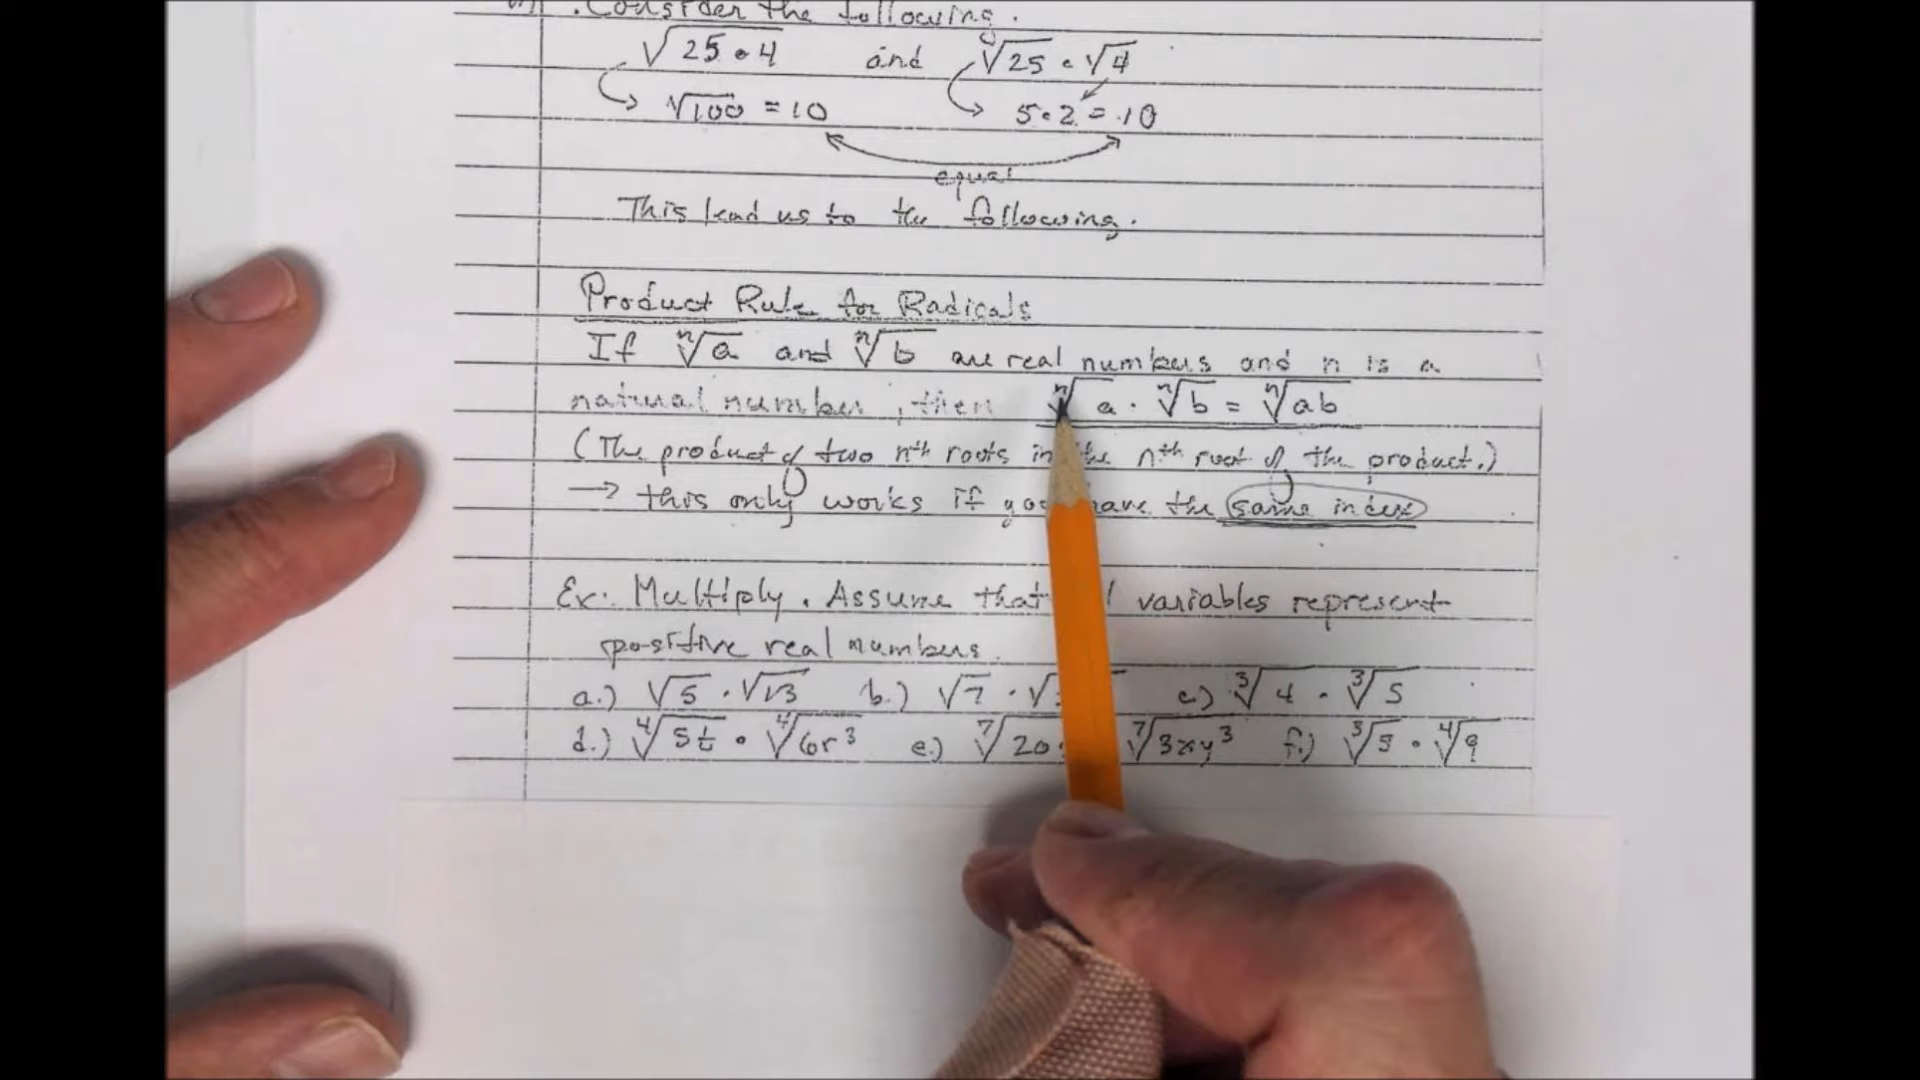 . Consider the following.
√25•4 and √25 • √4
√100 = 10 5•2 = 10
equal
This lead us to the following.
Product Rule for Radicals
If ⁿ√a and ⁿ√b are real numbers and n is a
natural number, then ⁿ√a · ⁿ√b = ⁿ√ab
(The product of two nth roots is the nth root of the product.)
→ this only works if you have the same index
Ex. Multiply. Assume that variables represent
positive real numbers.
a.) √5 · √13 b.) √7 · √ c.) ³√4 · ³√5
d.) ⁴√5t • ⁴√6r³ e.) ⁷√20 ⁷√3xy³ f.) ³√5 • ⁴√9